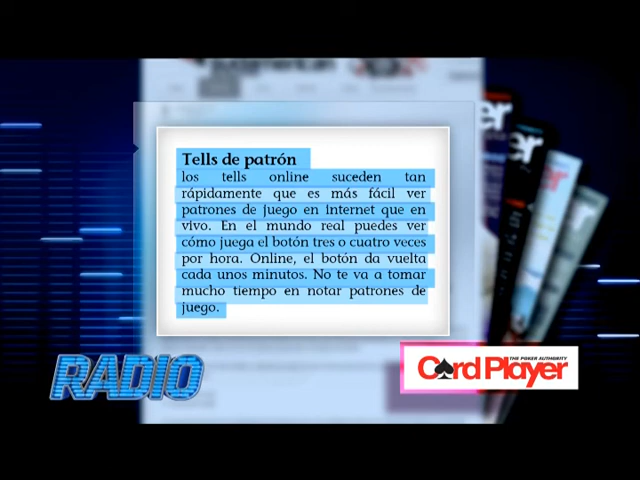 Tells de patrón
los tells online suceden tan
rápidamente que es más fácil ver
patrones de juego en internet que en
vivo. En el mundo real puedes ver
cómo juega el botón tres o cuatro veces
por hora. Online, el botón da vuelta
cada unos minutos. No te va a tomar
mucho tiempo en notar patrones de
juego.
RADIO
THE POKER AUTHORITY
Card Player